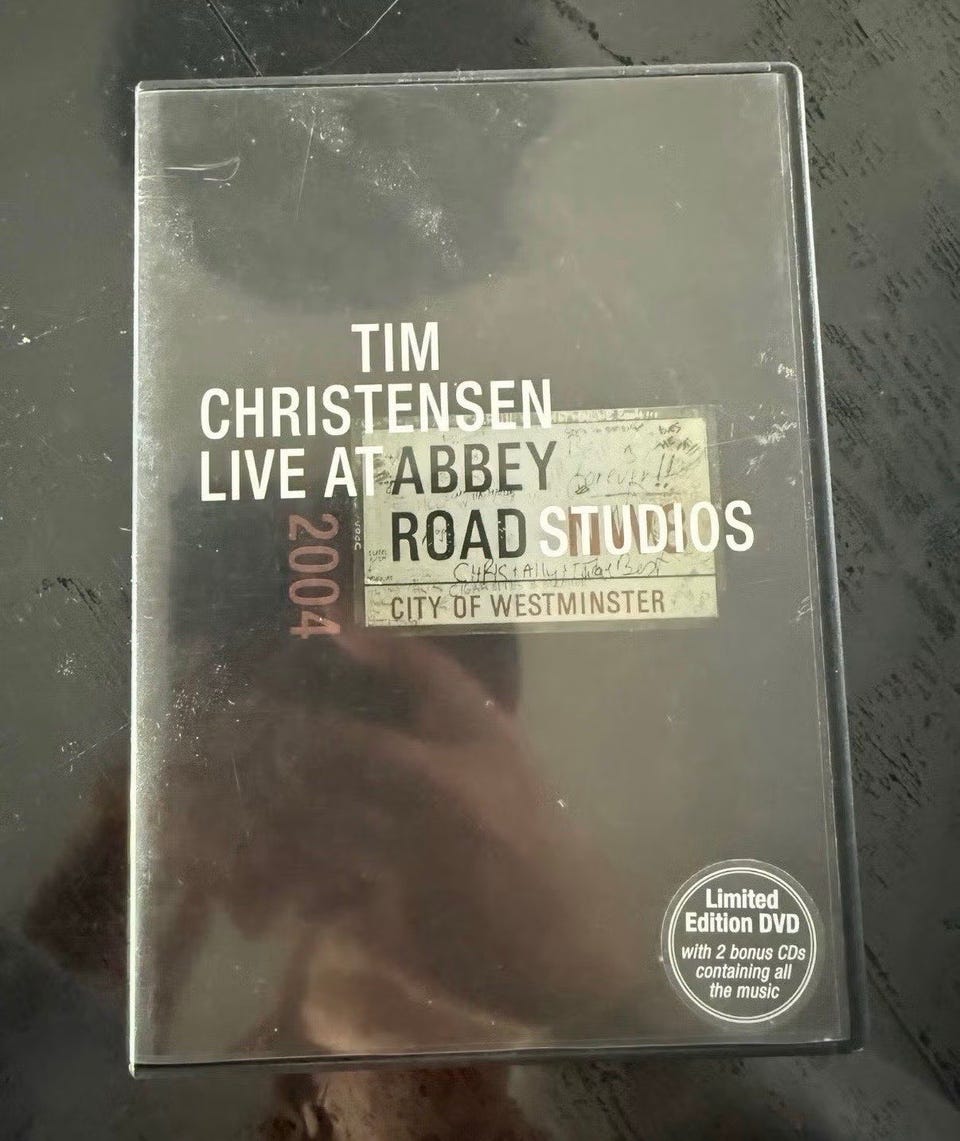 TIM
CHRISTENSEN
LIVE AT ABBEY
ROAD STUDIOS
2004
forever!!
CITY OF WESTMINSTER
Limited
Edition DVD
with 2 bonus CDs
containing all
the music